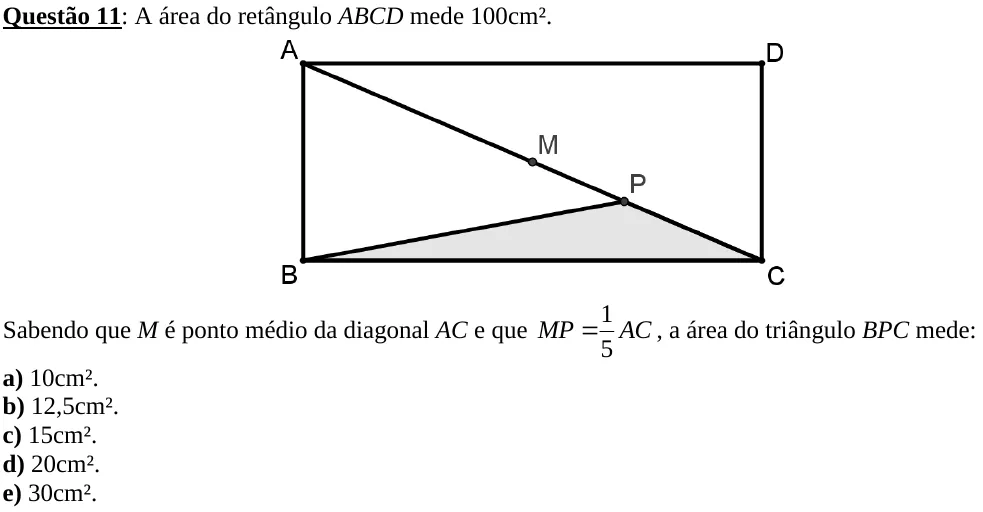 Questão 11: A área do retângulo ABCD mede 100cm².
A
D
M
P
B
C
Sabendo que M é ponto médio da diagonal AC e que MP = 1/5 AC , a área do triângulo BPC mede:
a) 10cm².
b) 12,5cm².
c) 15cm².
d) 20cm².
e) 30cm².